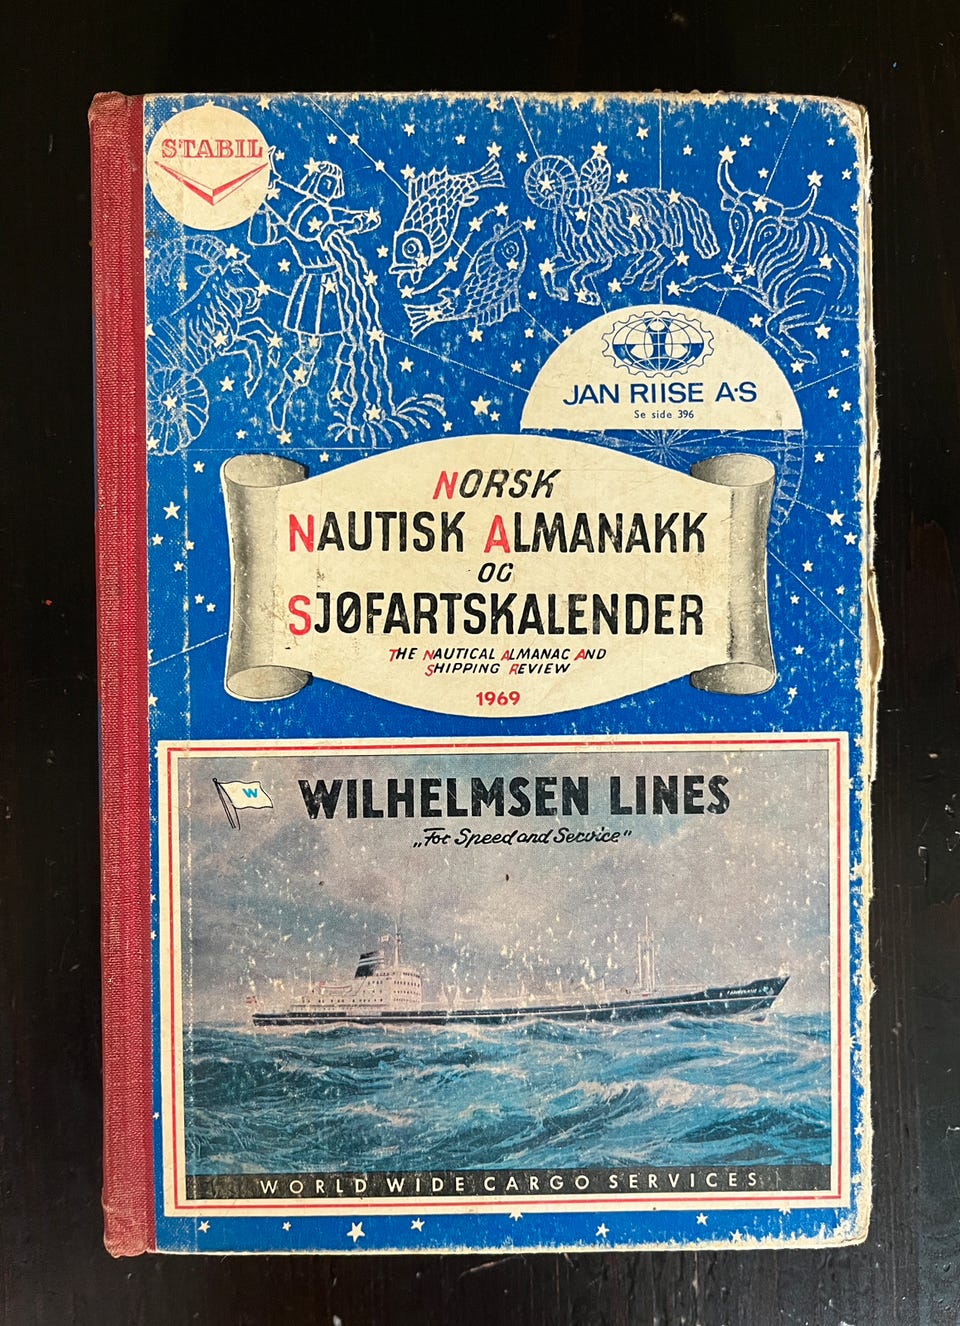 STABIL
JAN RIISE A·S
Se side 396
NORSK
NAUTISK ALMANAKK
OG
SJØFARTSKALENDER
THE NAUTICAL ALMANAC AND
SHIPPING REVIEW
1969
W
WILHELMSEN LINES
„For Speed and Service"
WORLD WIDE CARGO SERVICES